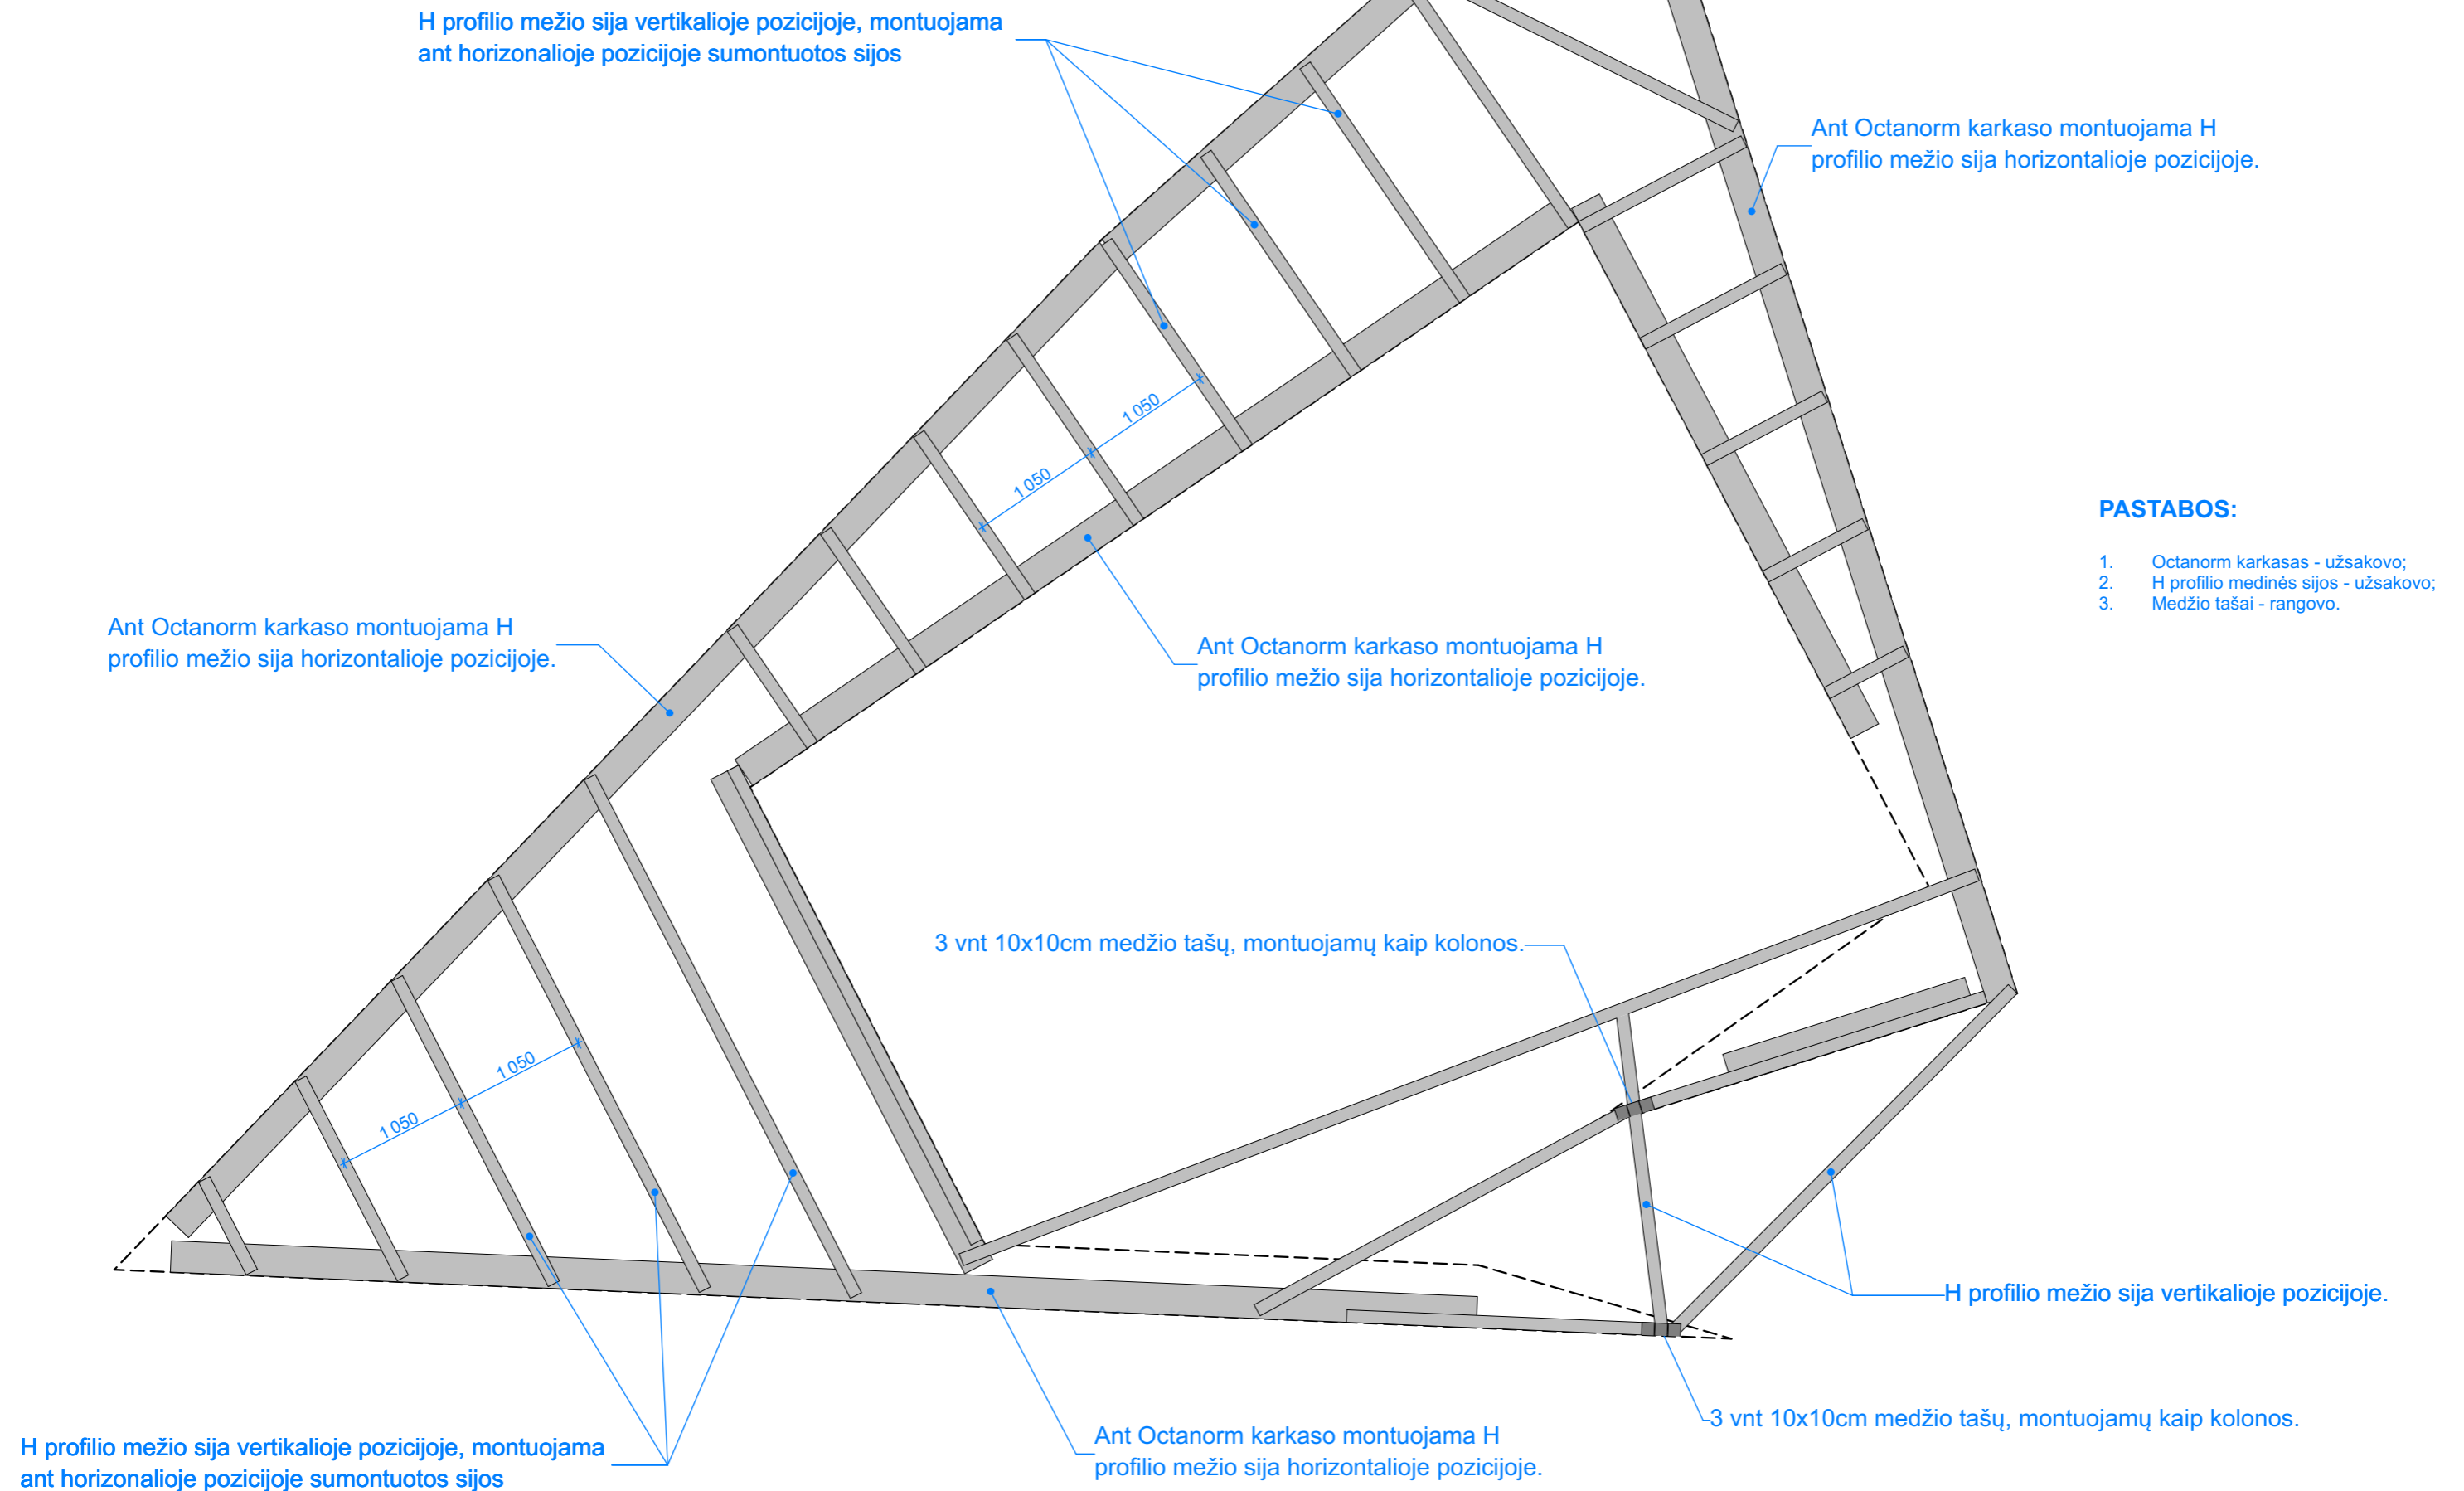 H profilio mežio sija vertikalioje pozicijoje, montuojama
ant horizonalioje pozicijoje sumontuotos sijos
Ant Octanorm karkaso montuojama H
profilio mežio sija horizontalioje pozicijoje.
1 050
1 050
PASTABOS:
1. Octanorm karkasas - užsakovo;
2. H profilio medinės sijos - užsakovo;
3. Medžio tašai - rangovo.
Ant Octanorm karkaso montuojama H
profilio mežio sija horizontalioje pozicijoje.
Ant Octanorm karkaso montuojama H
profilio mežio sija horizontalioje pozicijoje.
3 vnt 10x10cm medžio tašų, montuojamų kaip kolonos.
1 050
1 050
H profilio mežio sija vertikalioje pozicijoje.
3 vnt 10x10cm medžio tašų, montuojamų kaip kolonos.
Ant Octanorm karkaso montuojama H
profilio mežio sija horizontalioje pozicijoje.
H profilio mežio sija vertikalioje pozicijoje, montuojama
ant horizonalioje pozicijoje sumontuotos sijos